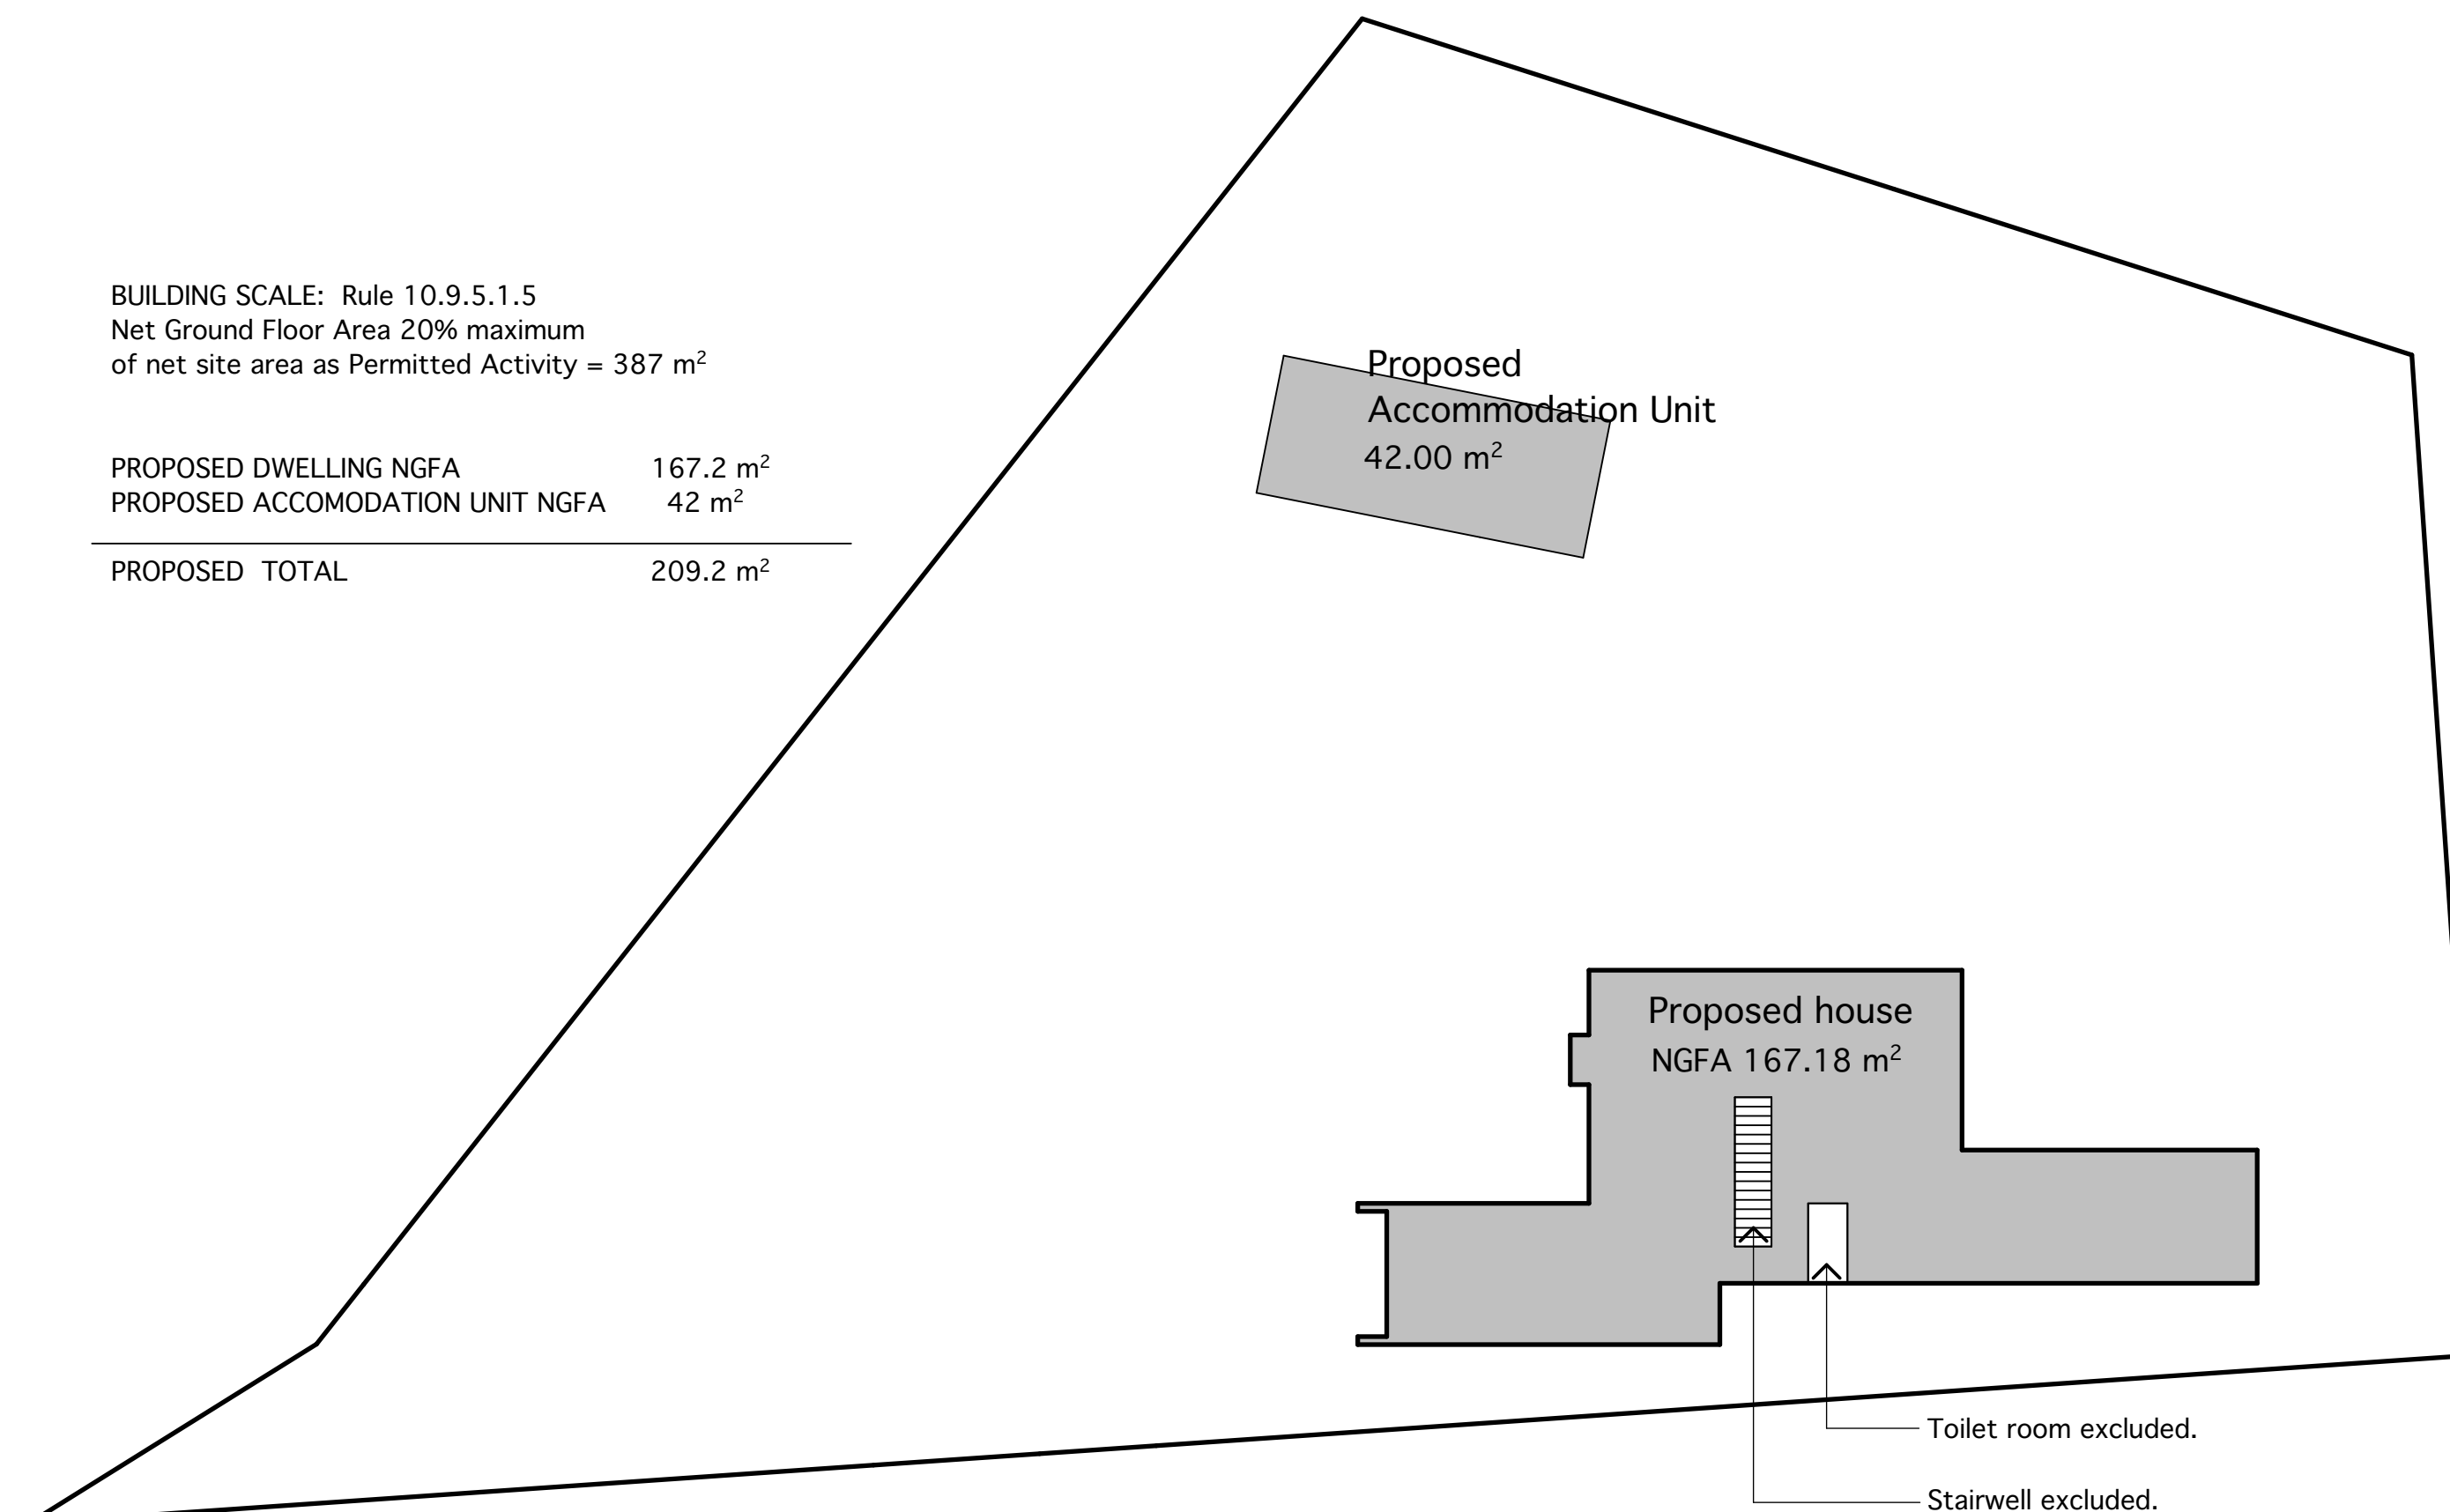 BUILDING SCALE:  Rule 10.9.5.1.5
Net Ground Floor Area 20% maximum
of net site area as Permitted Activity = 387 m²
PROPOSED DWELLING NGFA 167.2 m²
PROPOSED ACCOMODATION UNIT NGFA 42 m²
PROPOSED  TOTAL 209.2 m²
Proposed
Accommodation Unit
42.00 m²
Proposed house
NGFA 167.18 m²
Toilet room excluded.
Stairwell excluded.